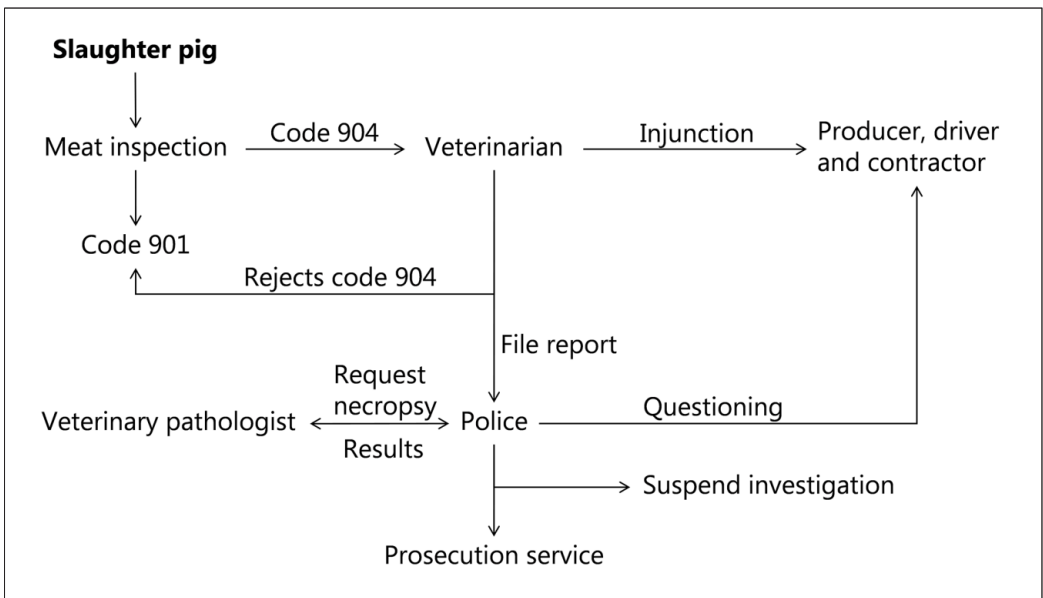 Slaughter pig
Meat inspection
Code 904
Veterinarian
Injunction
Producer, driver
and contractor
Code 901
Rejects code 904
File report
Request
necropsy
Veterinary pathologist
Results
Police
Questioning
Suspend investigation
Prosecution service